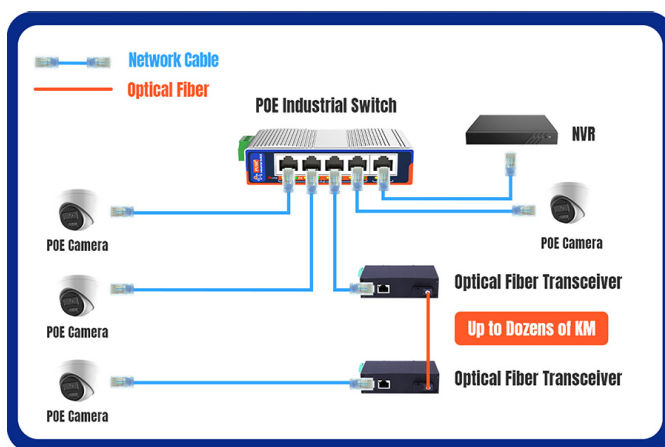 Network Cable
Optical Fiber
POE Industrial Switch
NVR
POE Camera
POE Camera
POE Camera
Optical Fiber Transceiver
Up to Dozens of KM
Optical Fiber Transceiver
POE Camera